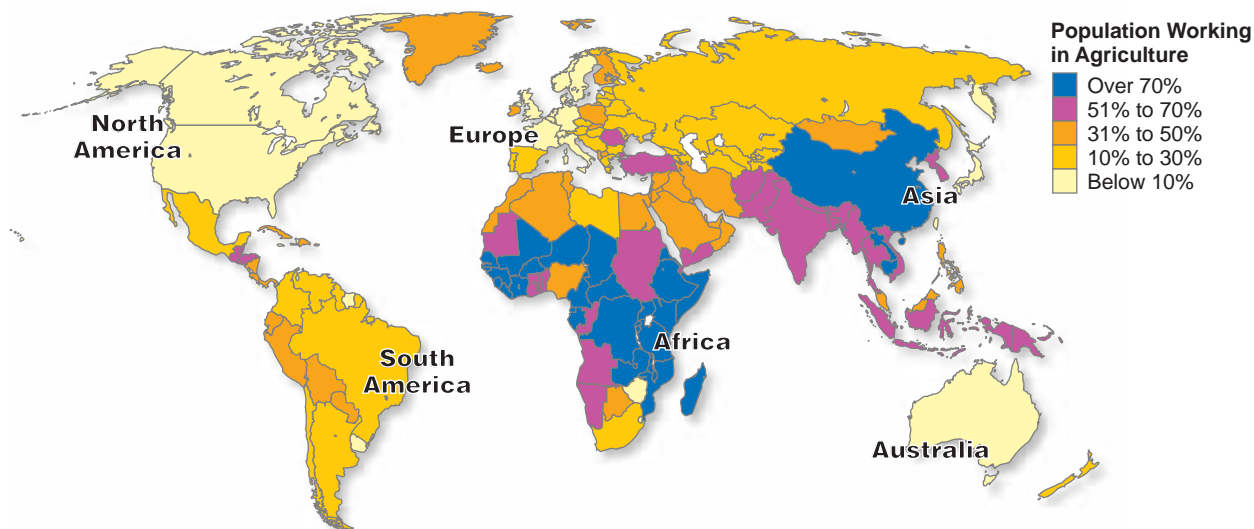 Population Working
in Agriculture
Over 70%
51% to 70%
31% to 50%
10% to 30%
Below 10%
North
America
Europe
Asia
Africa
South
America
Australia